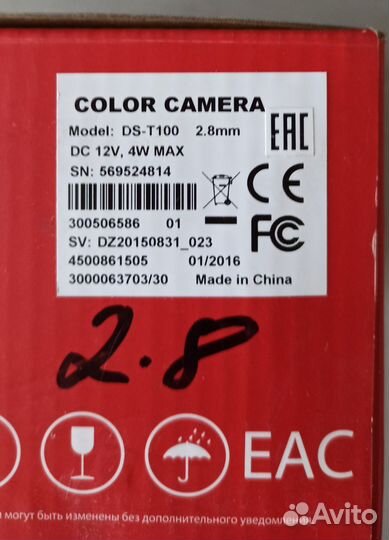 COLOR CAMERA
Model: DS-T100 2.8mm
EAC
DC 12V, 4W MAX
SN: 569524814
CE
300506586 01
SV: DZ20150831_023
FC
4500861505 01/2016
3000063703/30 Made in China
2.8
EAC
и могут быть изменены без дополнительного уведомления.
Avito